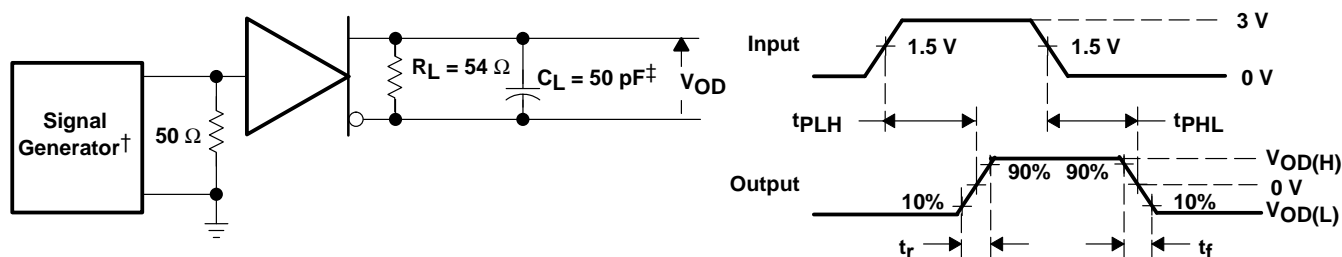 Signal
Generator†
50 Ω
RL = 54 Ω
CL = 50 pF‡
VOD
Input
3 V
1.5 V
1.5 V
0 V
tPLH
tPHL
Output
90%
90%
VOD(H)
0 V
10%
10%
VOD(L)
tr
tf